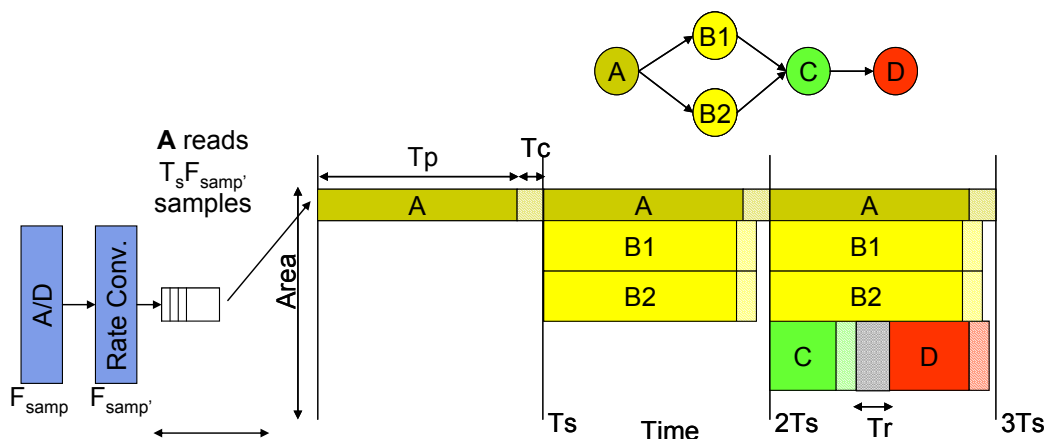 B1
A
C
D
B2
A reads
TsFsamp'
samples
Tp
Tc
A
A
A
B1
B1
B2
B2
C
D
A/D
Rate Conv.
Area
Fsamp
Fsamp'
Ts
Time
2Ts
Tr
3Ts